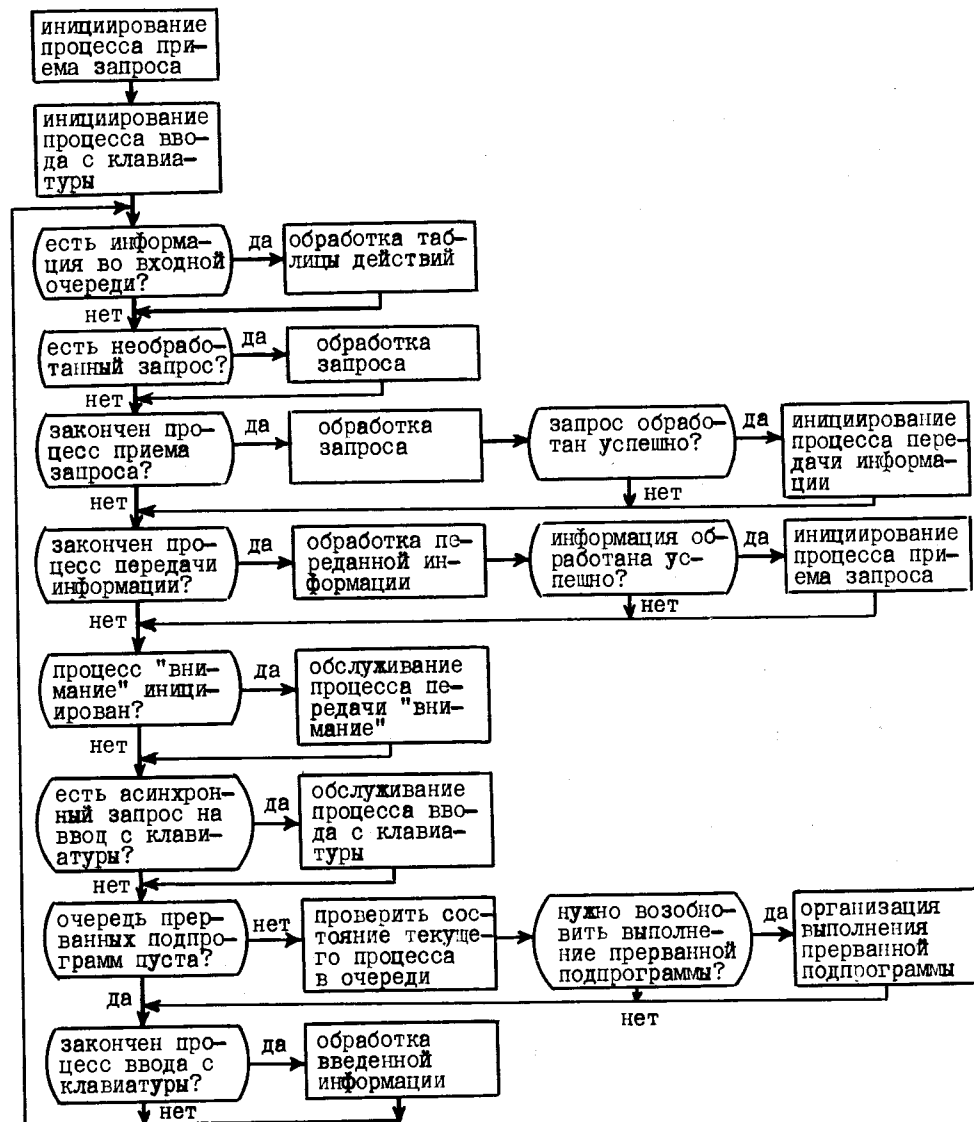 инициирование
процесса при-
ема запроса
инициирование
процесса вво-
да с клавиа-
туры
есть информа-
ция во входной
очереди?
да
обработка таб-
лицы действий
нет
есть необрабо-
танный запрос?
да
обработка
запроса
нет
закончен про-
цесс приема
запроса?
да
обработка
запроса
запрос обрабо-
тан успешно?
да
инициирование
процесса пере-
дачи информа-
ции
нет
нет
закончен про-
цесс передачи
информации?
да
обработка пе-
реданной ин-
формации
информация об-
работана ус-
пешно?
да
инициирование
процесса при-
ема запроса
нет
нет
процесс "вни-
мание" иници-
ирован?
да
обслуживание
процесса пе-
редачи "вни-
мание"
нет
есть асинхрон-
ный запрос на
ввод с клави-
атуры?
да
обслуживание
процесса вво-
да с клавиа-
туры
нет
очередь прер-
ванных подпро-
грамм пуста?
нет
проверить сос-
тояние текуще-
го процесса
в очереди
нужно возобно-
вить выполне-
ние прерванной
подпрограммы?
да
организация
выполнения
прерванной
подпрограммы
да
нет
закончен про-
цесс ввода с
клавиатуры?
да
обработка
введенной
информации
нет